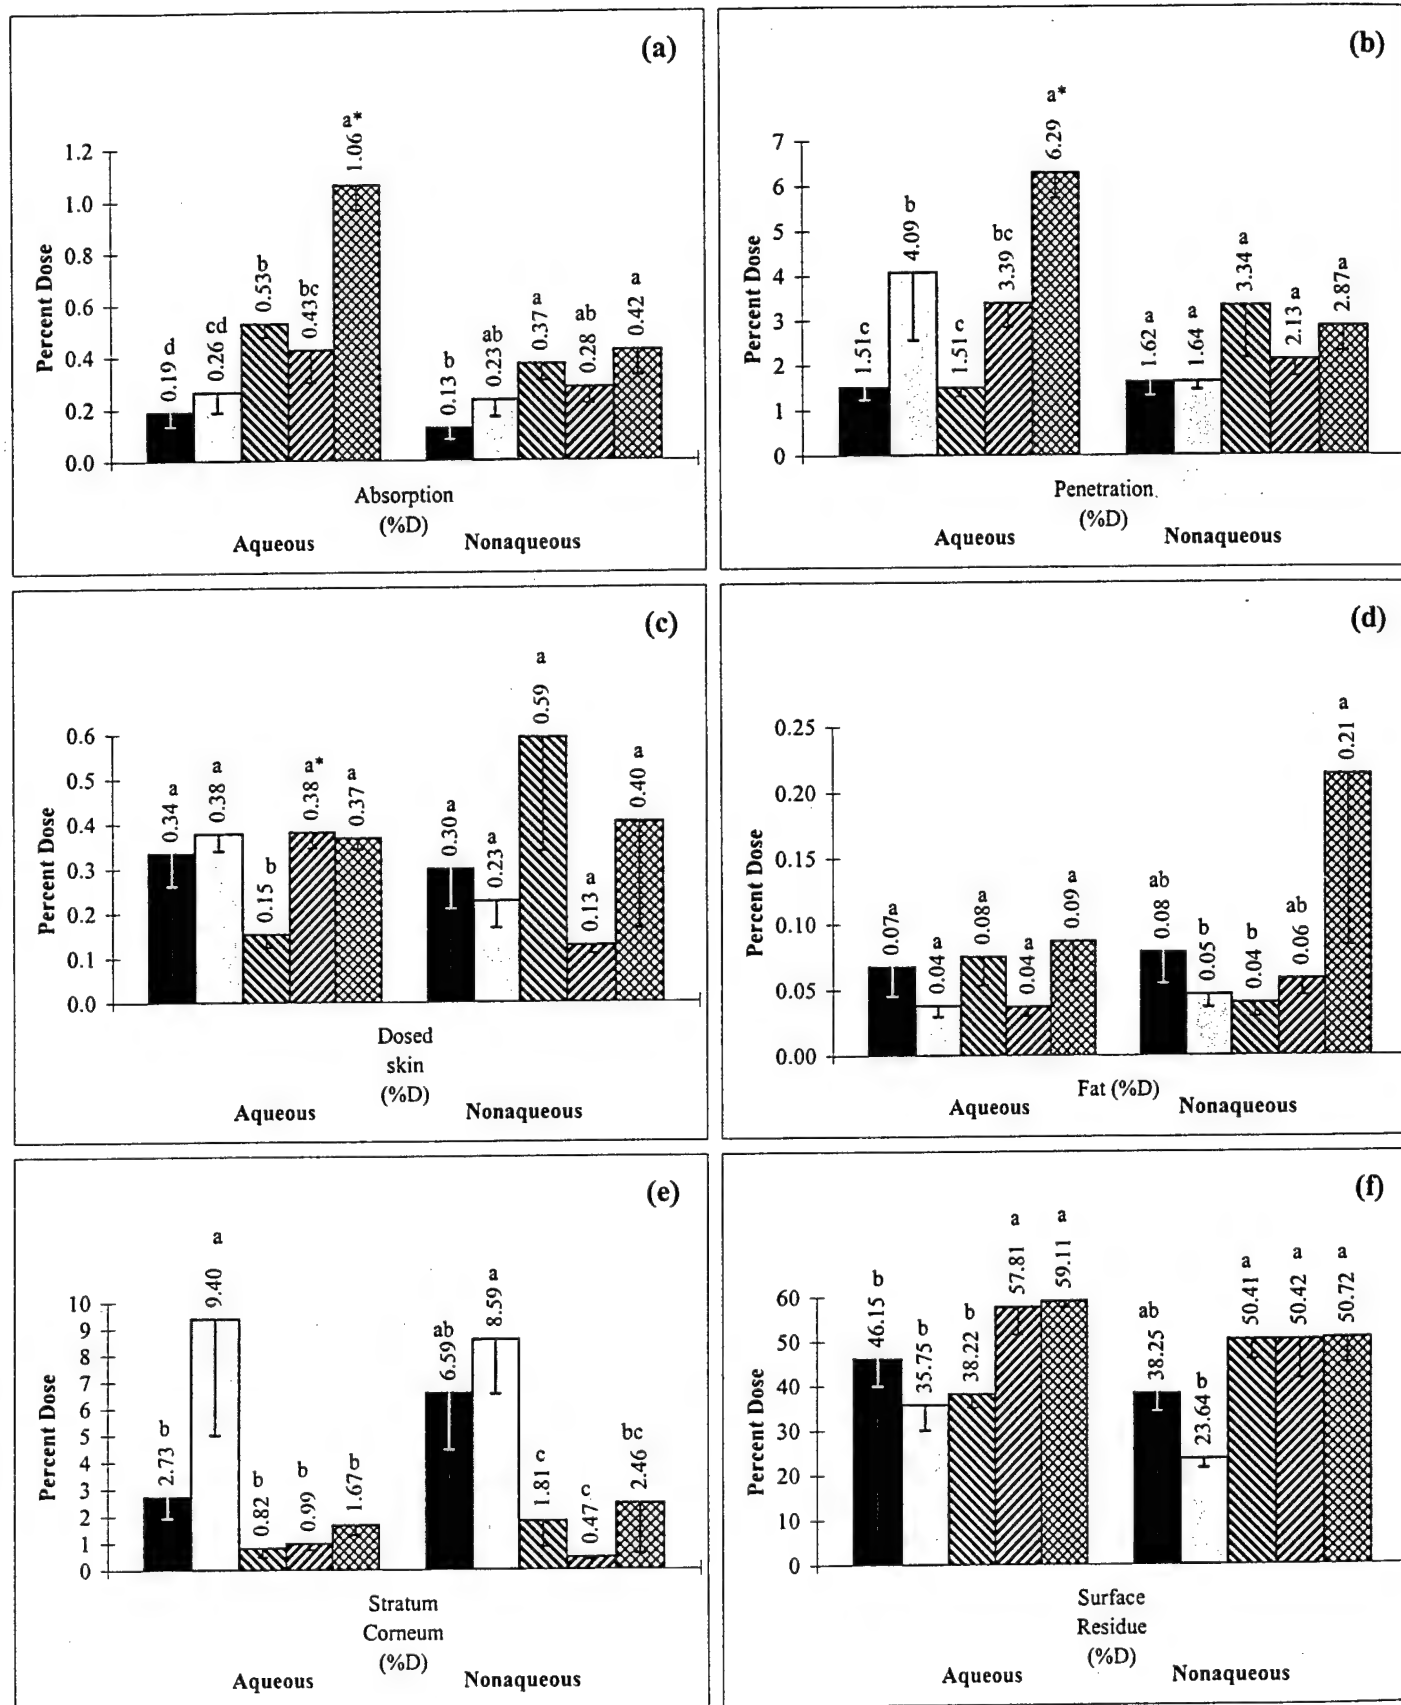 (a)
Percent Dose
1.2
1.0
0.8
0.6
0.4
0.2
0.0
0.19 d
0.26 cd
0.53 b
0.43 bc
1.06 a*
0.13 b
0.23 ab
0.37 a
0.28 ab
0.42 a
Absorption
(%D)
Aqueous Nonaqueous
(b)
Percent Dose
7
6
5
4
3
2
1
0
1.51 c
4.09 b
1.51 c
3.39 bc
6.29 a*
1.62 a
1.64 a
3.34 a
2.13 a
2.87 a
Penetration
(%D)
Aqueous Nonaqueous
(c)
Percent Dose
0.6
0.5
0.4
0.3
0.2
0.1
0.0
0.34 a
0.38 a
0.15 b
0.38 a*
0.37 a
0.30 a
0.23 a
0.59 a
0.13 a
0.40 a
Dosed
skin
(%D)
Aqueous Nonaqueous
(d)
Percent Dose
0.25
0.20
0.15
0.10
0.05
0.00
0.07 a
0.04 a
0.08 a
0.04 a
0.09 a
0.08 ab
0.05 b
0.04 b
0.06 ab
0.21 a
Fat (%D)
Aqueous Nonaqueous
(e)
Percent Dose
10
9
8
7
6
5
4
3
2
1
0
2.73 b
9.40 a
0.82 b
0.99 b
1.67 b
6.59 ab
8.59 a
1.81 c
0.47 c
2.46 bc
Stratum
Corneum
(%D)
Aqueous Nonaqueous
(f)
Percent Dose
60
50
40
30
20
10
0
46.15 b
35.75 b
38.22 b
57.81 a
59.11 a
38.25 ab
23.64 b
50.41 a
50.42 a
50.72 a
Surface
Residue
(%D)
Aqueous Nonaqueous